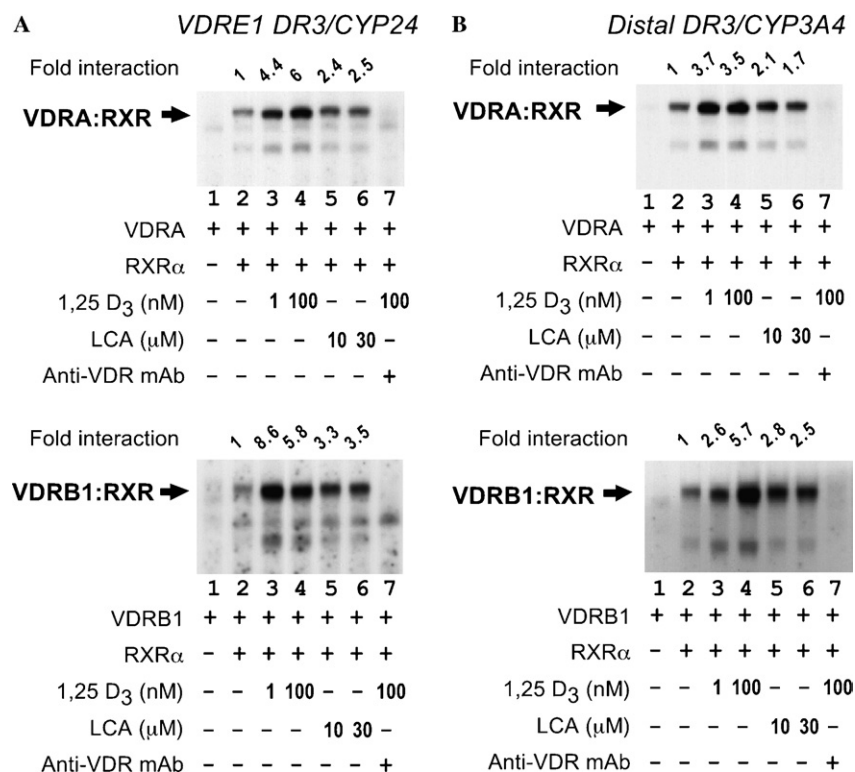 A VDRE1 DR3/CYP24
Fold interaction 1 4.4 6 2.4 2.5
VDRA:RXR
1 2 3 4 5 6 7
VDRA + + + + + + +
RXRα – + + + + + +
1,25 D3 (nM) – – 1 100 – – 100
LCA (μM) – – – – 10 30 –
Anti-VDR mAb – – – – – – +
Fold interaction 1 8.6 5.8 3.3 3.5
VDRB1:RXR
1 2 3 4 5 6 7
VDRB1 + + + + + + +
RXRα – + + + + + +
1,25 D3 (nM) – – 1 100 – – 100
LCA (μM) – – – – 10 30 –
Anti-VDR mAb – – – – – – +
B Distal DR3/CYP3A4
Fold interaction 1 3.7 3.5 2.1 1.7
VDRA:RXR
1 2 3 4 5 6 7
VDRA + + + + + + +
RXRα – + + + + + +
1,25 D3 (nM) – – 1 100 – – 100
LCA (μM) – – – – 10 30 –
Anti-VDR mAb – – – – – – +
Fold interaction 1 2.6 5.7 2.8 2.5
VDRB1:RXR
1 2 3 4 5 6 7
VDRB1 + + + + + + +
RXRα – + + + + + +
1,25 D3 (nM) – – 1 100 – – 100
LCA (μM) – – – – 10 30 –
Anti-VDR mAb – – – – – – +